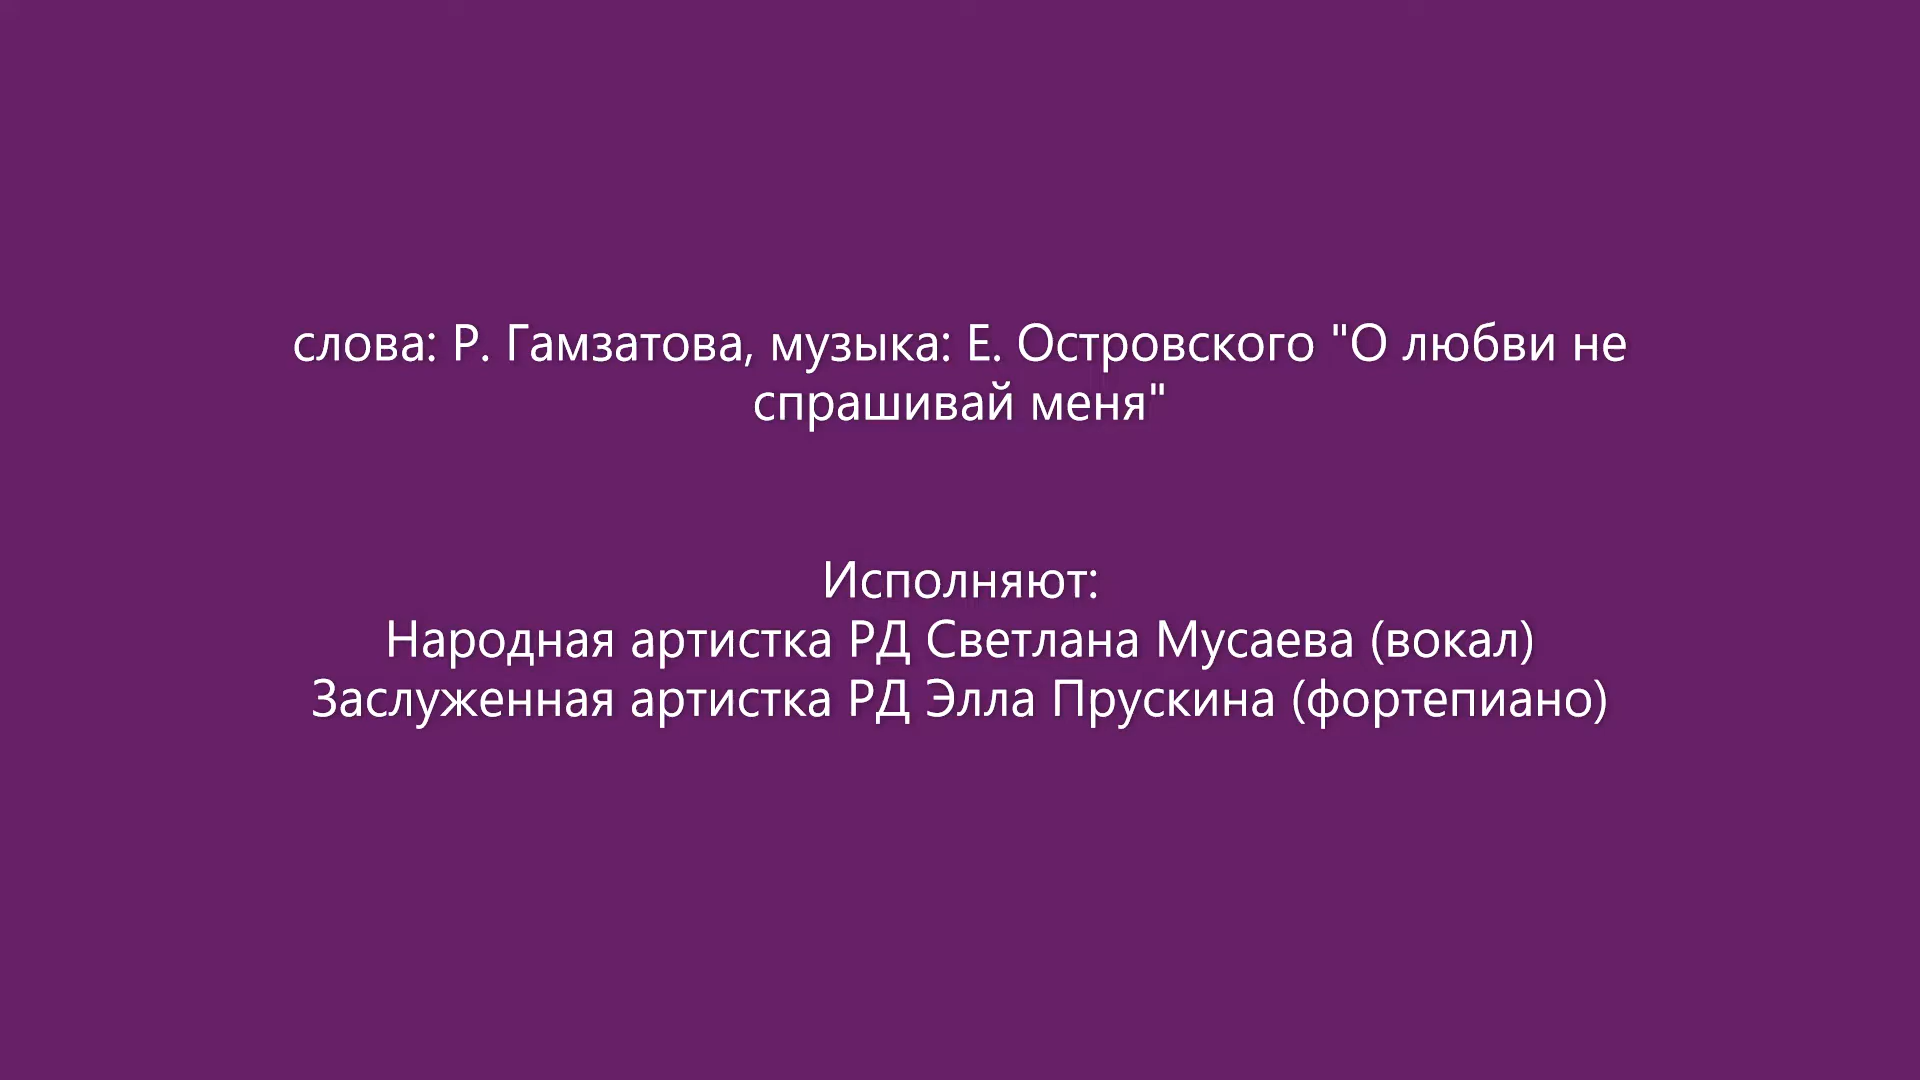 слова: Р. Гамзатова, музыка: Е. Островского "О любви не
спрашивай меня"
Исполняют:
Народная артистка РД Светлана Мусаева (вокал)
Заслуженная артистка РД Элла Прускина (фортепиано)